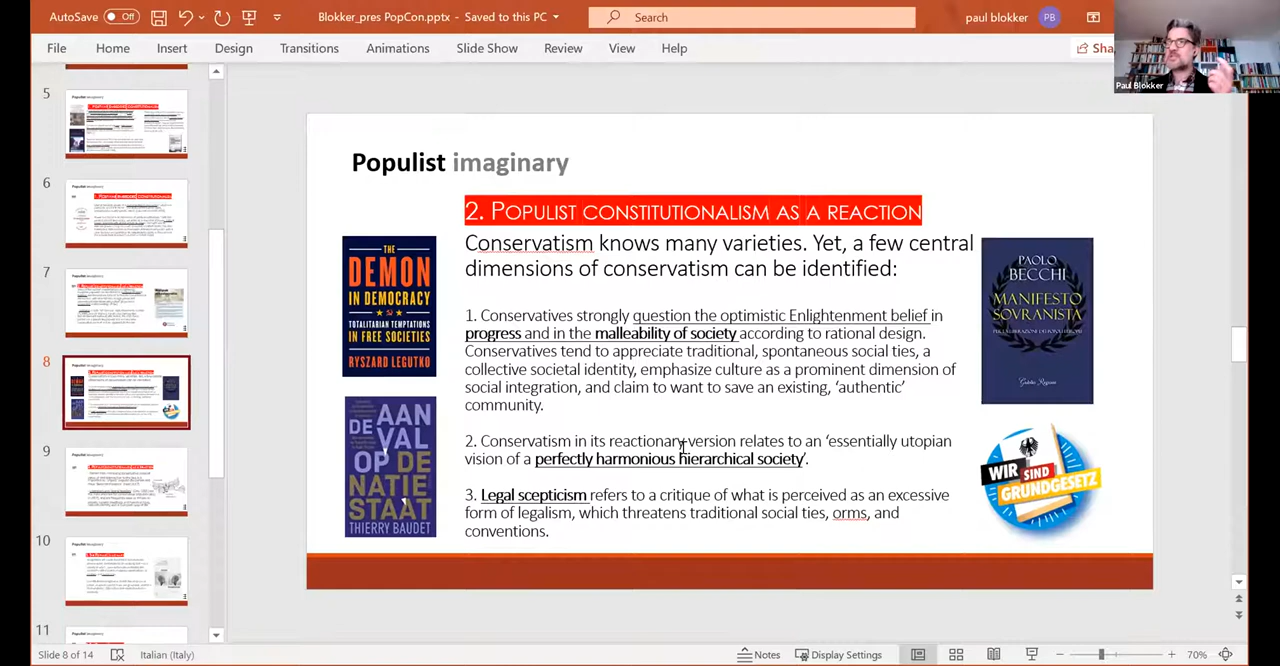 AutoSave Off Blokker_pres PopCon.pptx - Saved to this PC Search paul blokker PB
File Home Insert Design Transitions Animations Slide Show Review View Help Sha
Paul Blokker
5
6
7
8
9
10
11
Populist imaginary
2. POPULIST CONSTITUTIONALISM AS A REACTION
Conservatism knows many varieties. Yet, a few central
dimensions of conservatism can be identified:
1. Conservatives strongly question the optimistic Enlightenment belief in
progress and in the malleability of society according to rational design.
Conservatives tend to appreciate traditional, spontaneous social ties, a
collective societal identity, emphasize culture as a prominent dimension of
social integration, and claim to want to save an existing, ‘authentic’
community.
2. Conservatism in its reactionary version relates to an ‘essentially utopian
vision of a perfectly harmonious hierarchical society’.
3. Legal scepticism refers to a critique of what is perceived as an excessive
form of legalism, which threatens traditional social ties, orms, and
conventions.
THE
DEMON
IN DEMOCRACY
TOTALITARIAN TEMPTATIONS
IN FREE SOCIETIES
RYSZARD LEGUTKO
DE AAN
VAL
OP DE
NATIE
STAAT
THIERRY BAUDET
PAOLO
BECCHI
MANIFESTO
SOVRANISTA
WIR SIND
GRUNDGESETZ
Slide 8 of 14 Italian (Italy) Notes Display Settings 70%